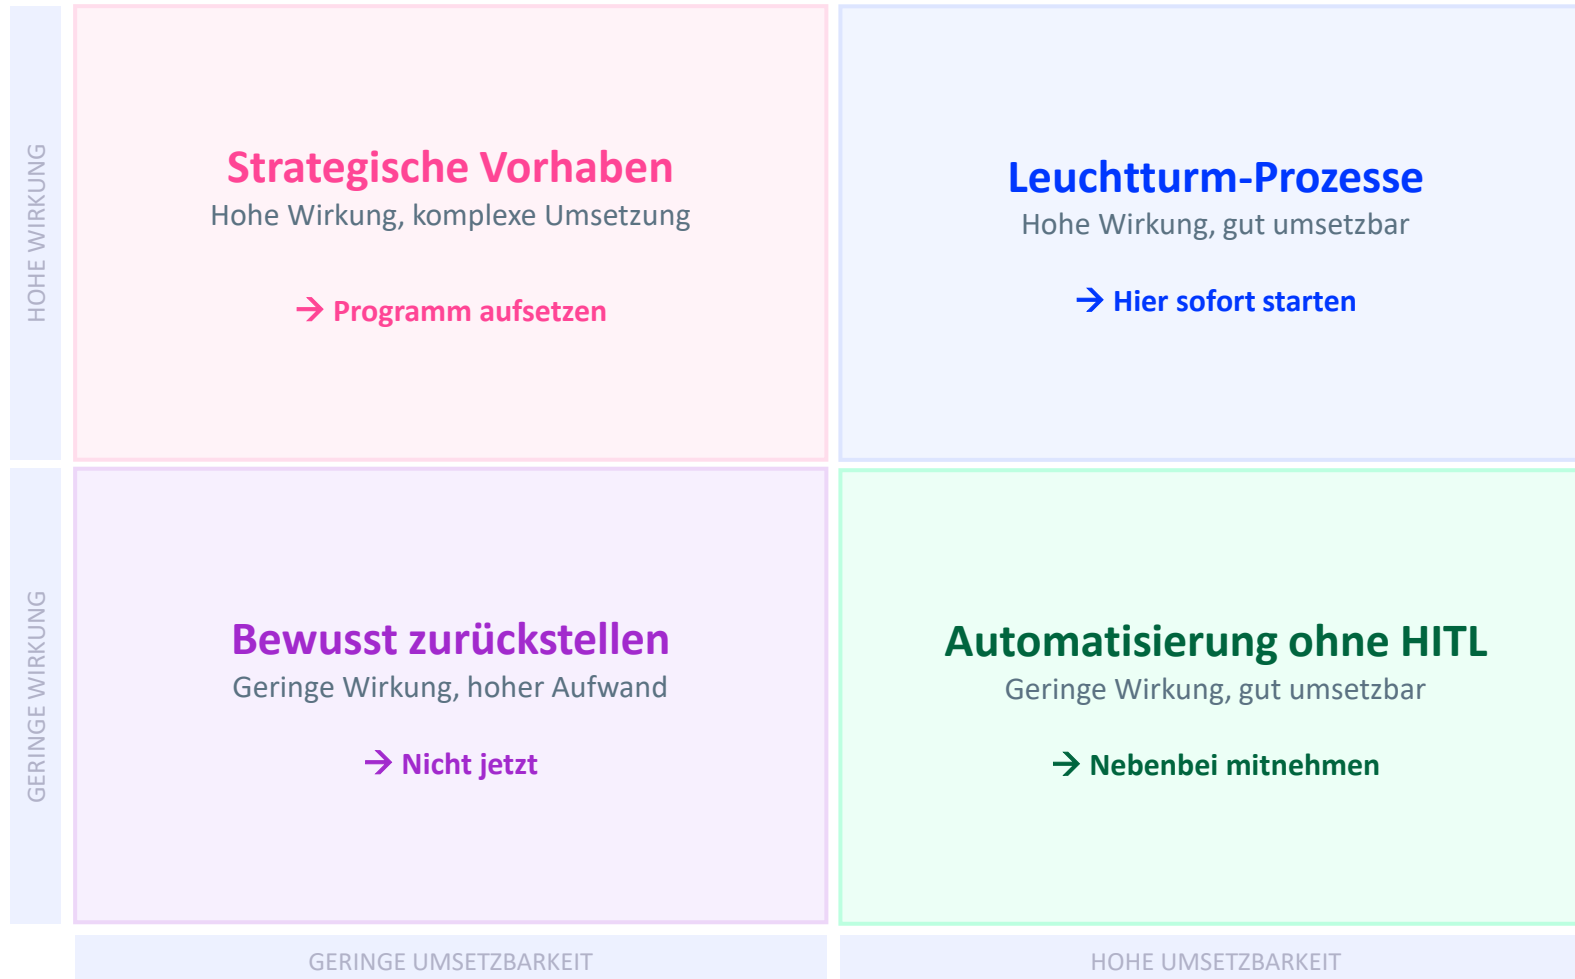 HOHE WIRKUNG
Strategische Vorhaben
Hohe Wirkung, komplexe Umsetzung
→ Programm aufsetzen
Leuchtturm-Prozesse
Hohe Wirkung, gut umsetzbar
→ Hier sofort starten
GERINGE WIRKUNG
Bewusst zurückstellen
Geringe Wirkung, hoher Aufwand
→ Nicht jetzt
Automatisierung ohne HITL
Geringe Wirkung, gut umsetzbar
→ Nebenbei mitnehmen
GERINGE UMSETZBARKEIT
HOHE UMSETZBARKEIT